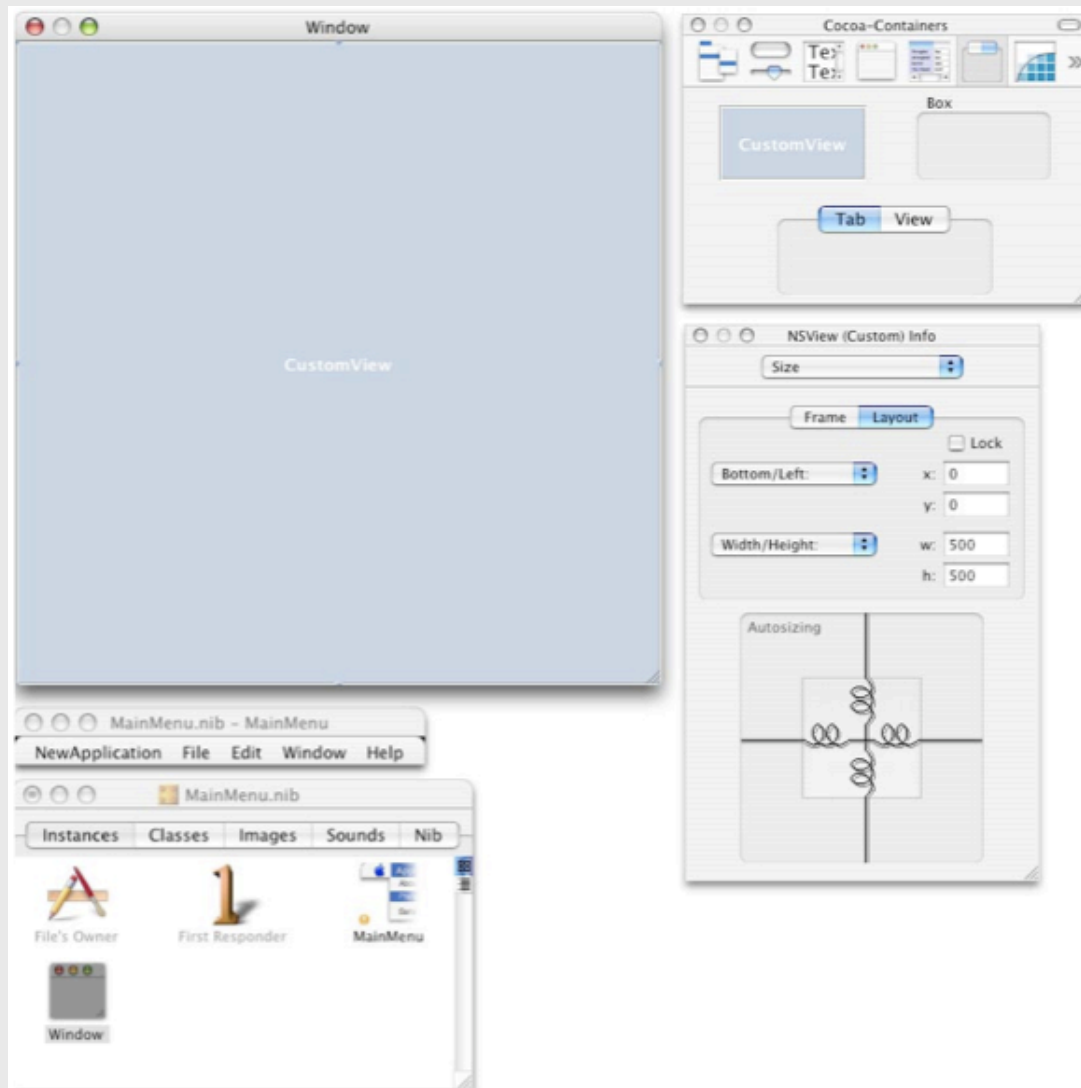 Window
CustomView
Cocoa-Containers
Tex
Tex
Box
CustomView
Tab View
NSView (Custom) Info
Size
Frame Layout
Lock
Bottom/Left: x: 0
y: 0
Width/Height: w: 500
h: 500
Autosizing
MainMenu.nib - MainMenu
NewApplication File Edit Window Help
MainMenu.nib
Instances Classes Images Sounds Nib
File's Owner First Responder MainMenu
Window